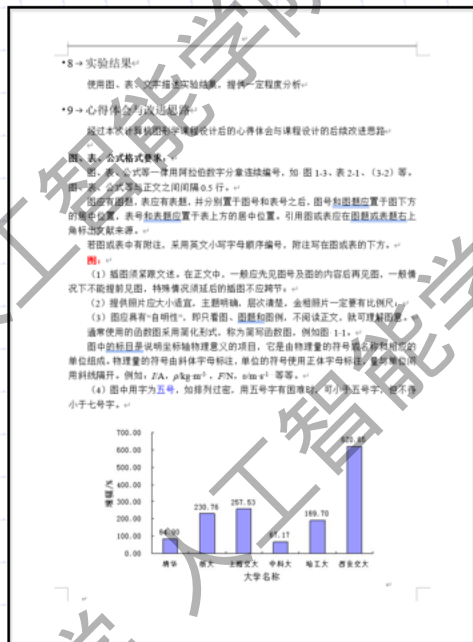 •8→实验结果
使用图、表、文字描述实验结果，提供一定程度分析
•9→心得体会与改进思路
经过本次计算机图形学课程设计后的心得体会与课程设计的后续改进思路
图、表、公式格式要求：
图、表、公式等一律用阿拉伯数字分章连续编号，如 图 1-3、表 2-1、（3-2）等。
图、表、公式等与正文之间间隔 0.5 行。
图应有图题，表应有表题，并分别置于图号和表号之后，图号和图题应置于图下方
的居中位置，表号和表题应置于表上方的居中位置。引用图或表应在图题或表题右上
角标出文献来源。
若图或表中有附注，采用英文小写字母顺序编号，附注写在图或表的下方。
图：
（1）插图须紧跟文述。在正文中，一般应先见图号及图的内容后再见图，一般情
况下不能提前见图，特殊情况须延后的插图不应跨节。
（2）提供照片应大小适宜，主题明确，层次清楚，金相照片一定要有比例尺。
（3）图应具有“自明性”，即只看图、图题和图例，不阅读正文，就可理解图意。
通常使用的函数图采用简化形式，称为简写函数图，例如图 1-1。
图中的标目是说明坐标轴物理意义的项目，它是由物理量的符号或名称和相应的
单位组成。物理量的符号由斜体字母标注，单位的符号使用正体字母标注，量与单位间
用斜线隔开。例如，I/A，ρ/kg·m⁻³，F/N，v/m·s⁻¹ 等等。
（4）图中用字为五号，如排列过密，用五号字有困难时，可小于五号字，但不得
小于七号字。
700.00
600.00
500.00
400.00
300.00
200.00
100.00
0.00
84.00
230.76
257.53
67.17
189.70
清华
浙大
上海交大
中科大
哈工大
西安交大
大学名称
人工智能学院